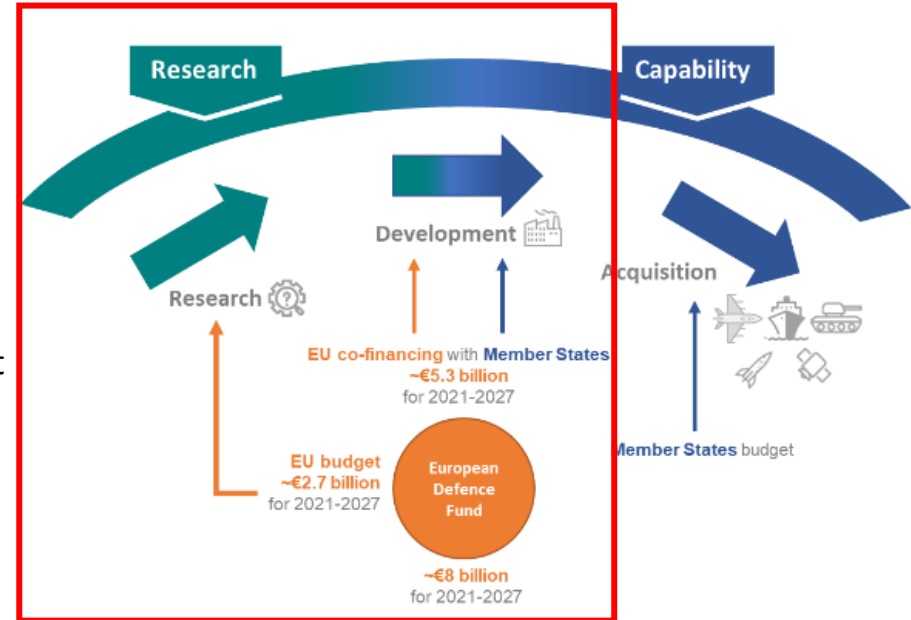 Research
Capability
Development
Acquisition
Research
EU co-financing with Member States
~€5.3 billion
for 2021-2027
Member States budget
EU budget
~€2.7 billion
for 2021-2027
European
Defence
Fund
~€8 billion
for 2021-2027
t